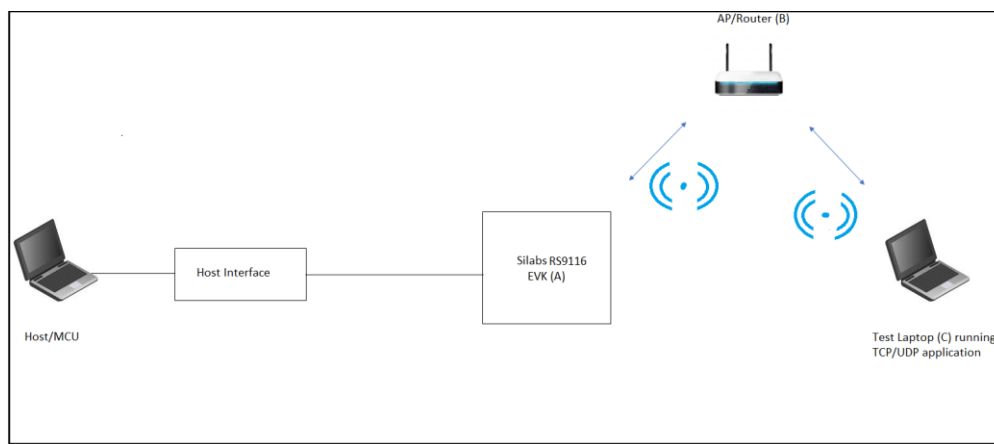 AP/Router (B)
Host Interface
Silabs RS9116
EVK (A)
Host/MCU
Test Laptop (C) running
TCP/UDP application